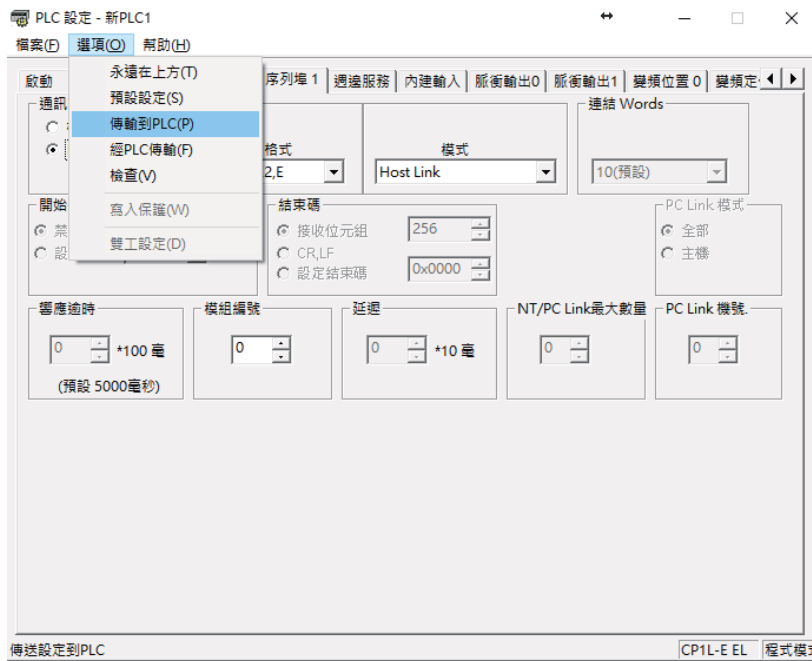 PLC 設定 - 新PLC1
檔案(F) 選項(O) 幫助(H)
永遠在上方(T)
預設設定(S)
傳輸到PLC(P)
經PLC傳輸(F)
檢查(V)
寫入保護(W)
雙工設定(D)
啟動 序列埠 1 週邊服務 內建輸入 脈衝輸出0 脈衝輸出1 變頻位置 0 變頻定
通訊 連結 Words
格式 模式
2,E Host Link 10(預設)
開始 結束碼 PC Link 模式
禁 接收位元組 256 全部
設 CR,LF 主機
設定結束碼 0x0000
響應逾時 模組編號 延遲 NT/PC Link最大數量 PC Link 機號.
0 *100 毫 0 0 *10 毫 0 0
(預設 5000毫秒)
傳送設定到PLC CP1L-E EL 程式模